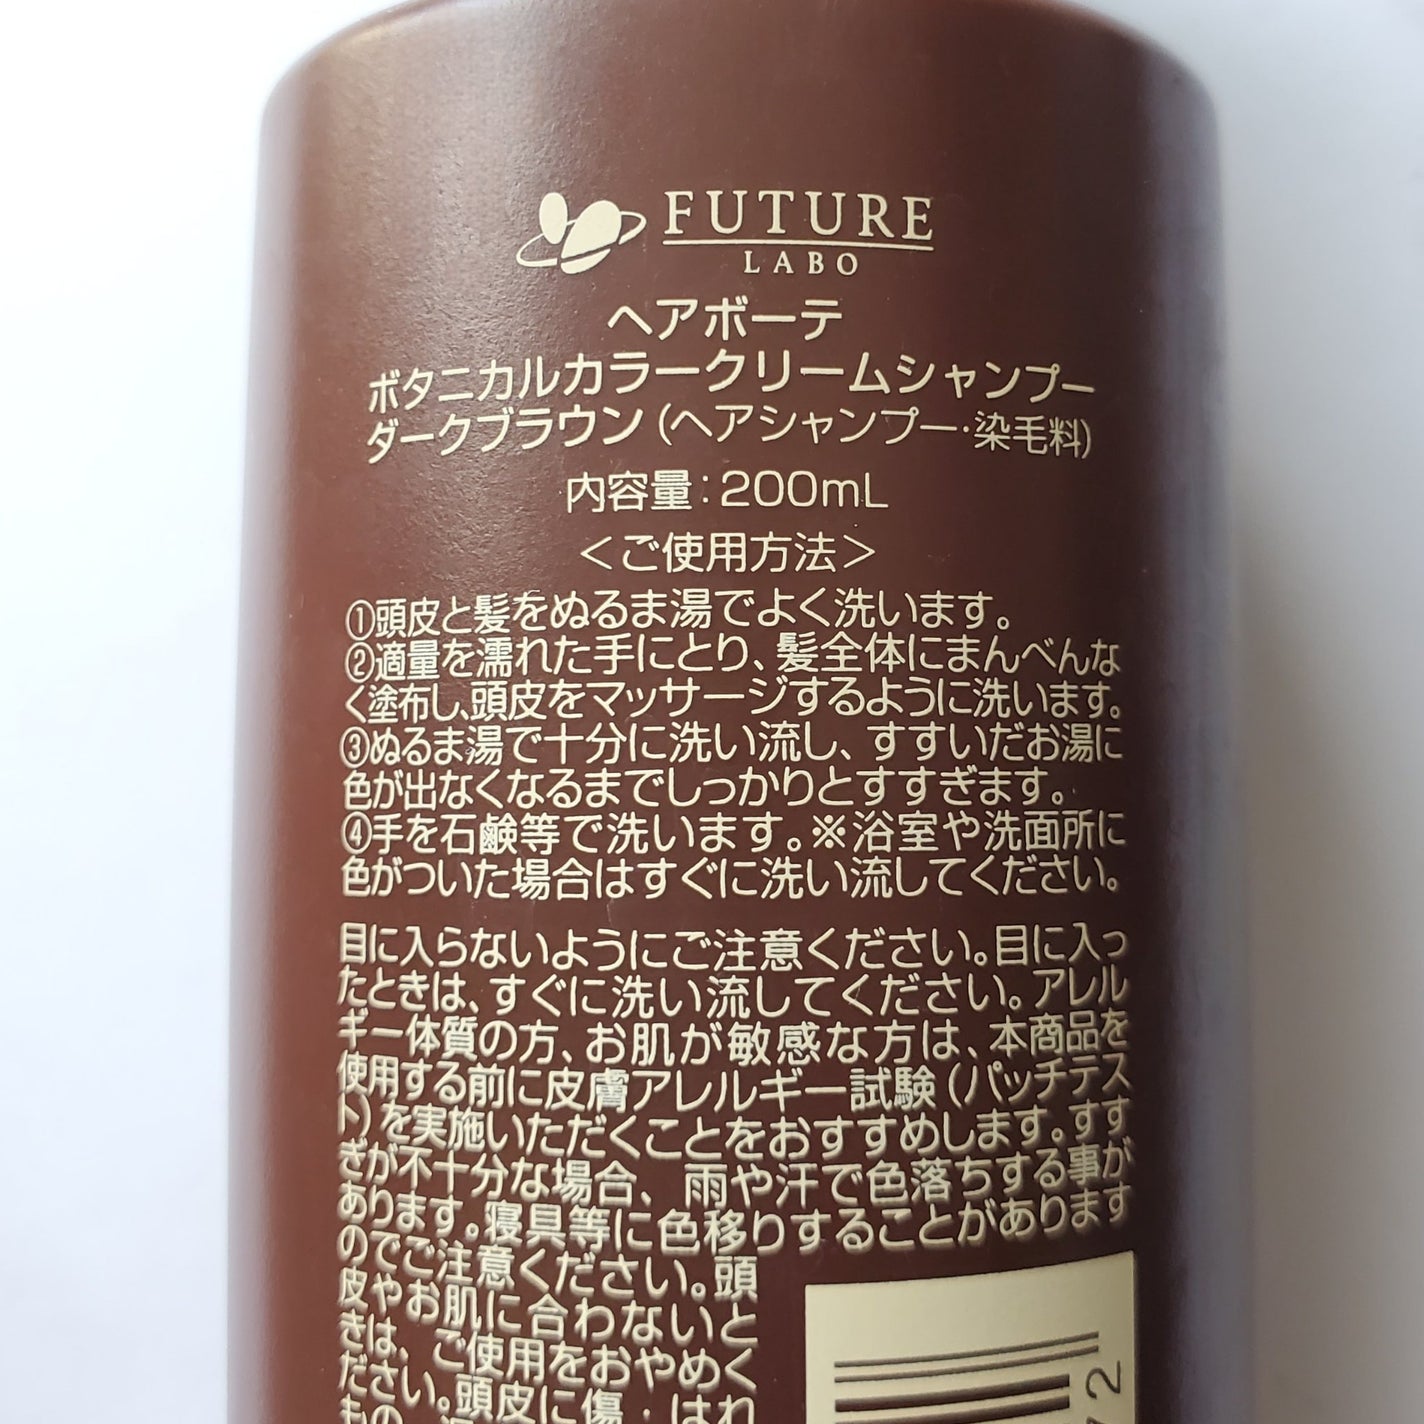 FUTURE
LABO
ヘアボーテ
ボタニカルカラークリームシャンプー
ダークブラウン(ヘアシャンプー・染毛料)
内容量:200mL
<ご使用方法>
①頭皮と髪をぬるま湯でよく洗います。
②適量を濡れた手にとり、髪全体にまんべんな
く塗布し、頭皮をマッサージするように洗います。
③ぬるま湯で十分に洗い流し、すすいだお湯に
色が出なくなるまでしっかりとすすぎます。
④手を石鹸等で洗います。※浴室や洗面所に
色がついた場合はすぐに洗い流してください。
目に入らないようにご注意ください。目に入っ
たときは、すぐに洗い流してください。アレル
ギー体質の方、お肌が敏感な方は、本商品を
使用する前に皮膚アレルギー試験(パッチテス
ト)を実施いただくことをおすすめします。すす
ぎが不十分な場合、雨や汗で色落ちする事が
あります。寝具等に色移りすることがあります
のでご注意ください。頭
皮やお肌に合わないと
きは、ご使用をおやめく
ださい。頭皮に傷・はれ
もの
72